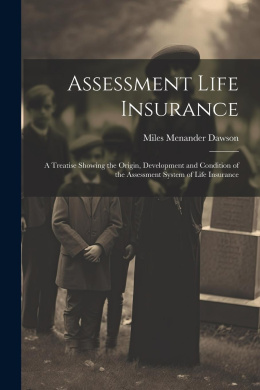 Assessment Life
Insurance
Miles Menander Dawson
A Treatise Showing the Origin, Development and Condition of
the Assessment System of Life Insurance